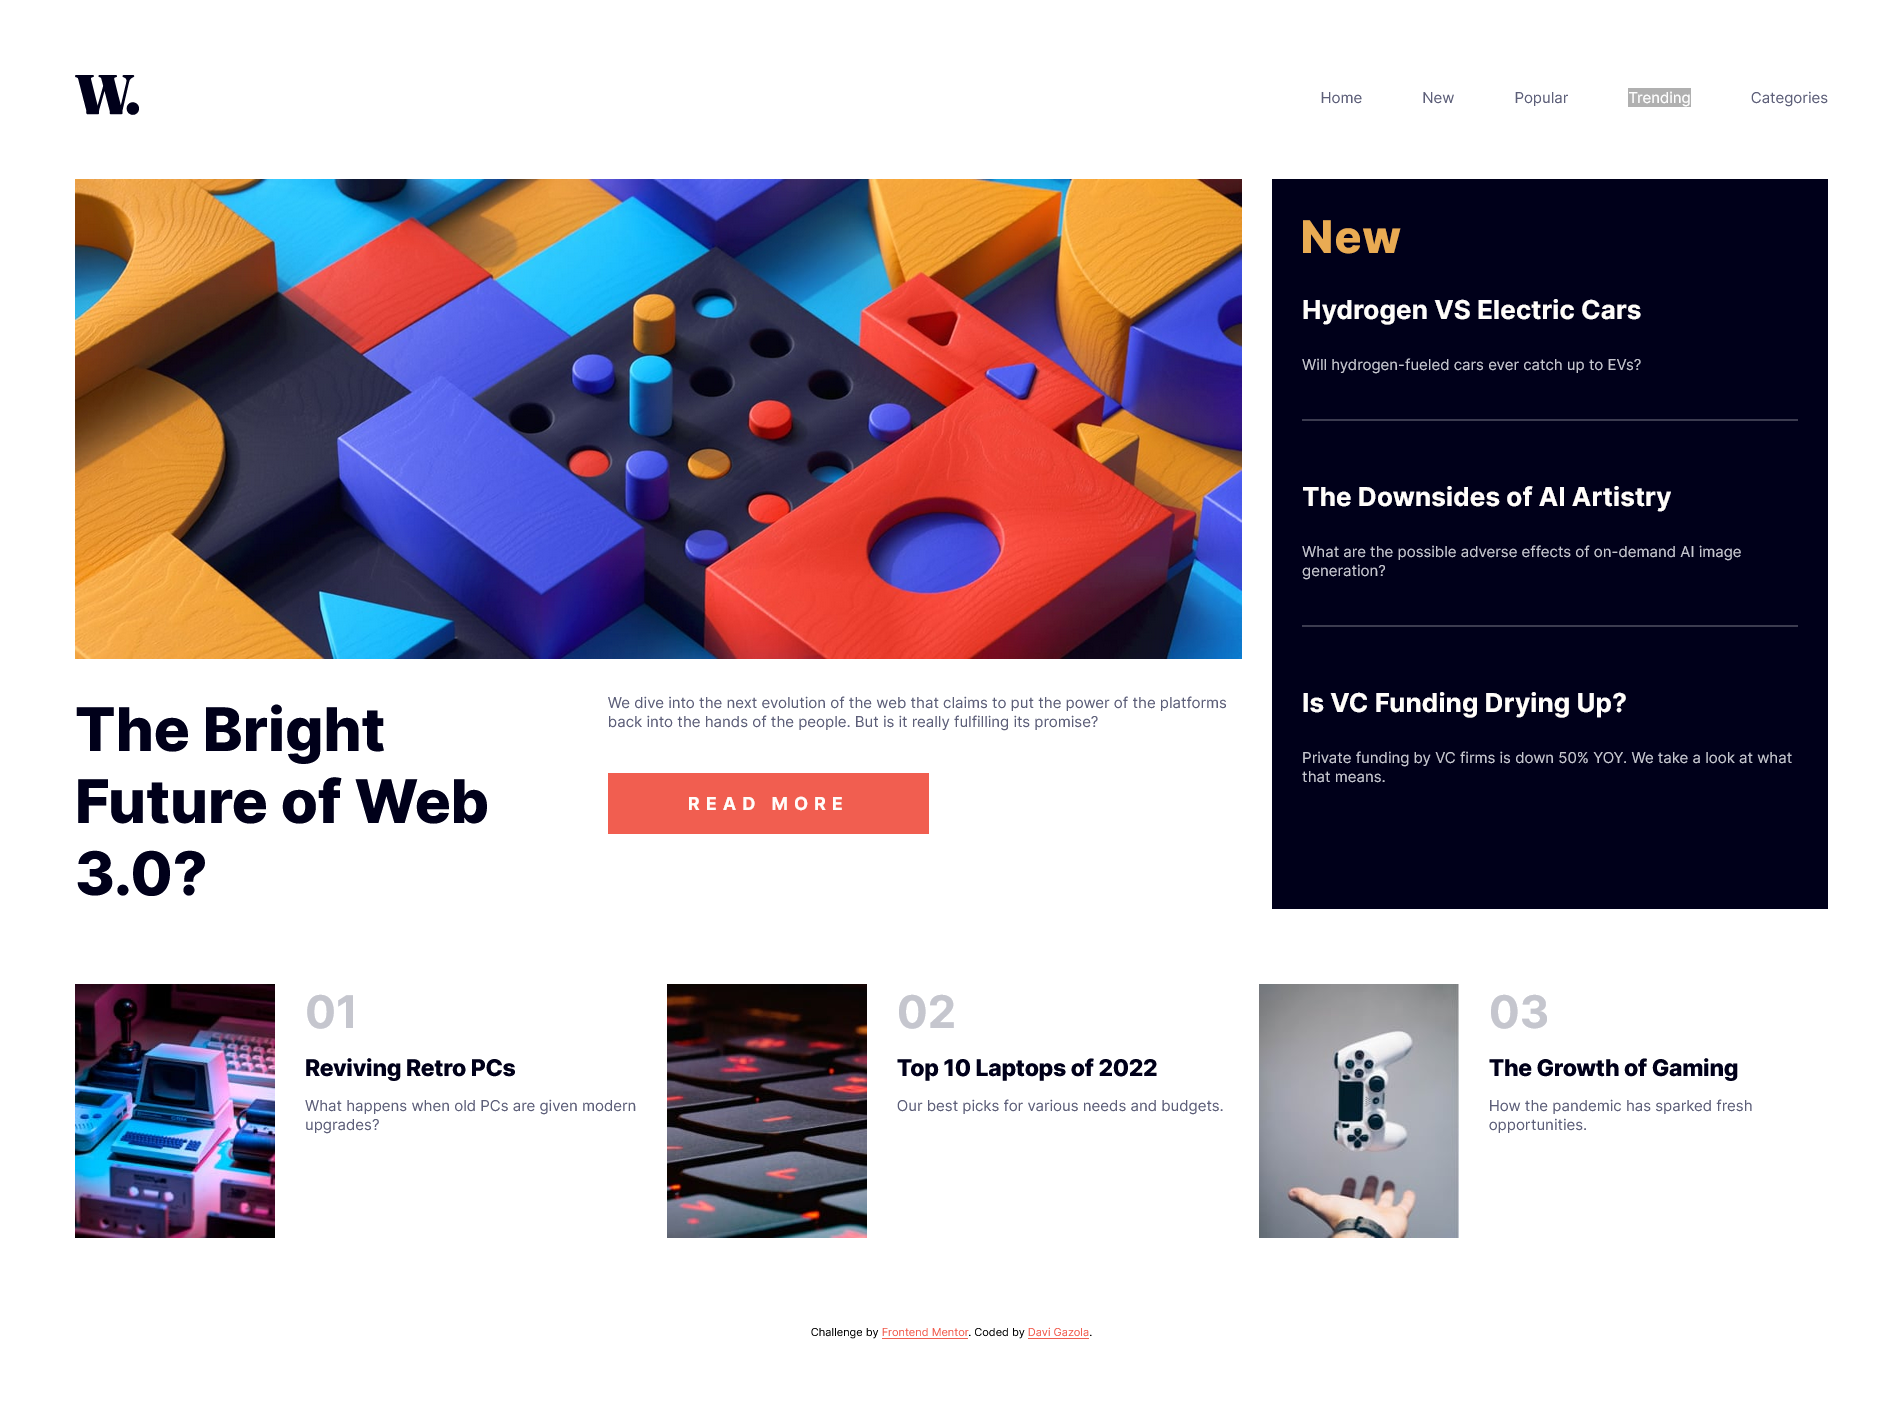 W.
Home New Popular Trending Categories
New
Hydrogen VS Electric Cars
Will hydrogen-fueled cars ever catch up to EVs?
The Downsides of AI Artistry
What are the possible adverse effects of on-demand AI image
generation?
Is VC Funding Drying Up?
Private funding by VC firms is down 50% YOY. We take a look at what
that means.
The Bright
Future of Web
3.0?
We dive into the next evolution of the web that claims to put the power of the platforms
back into the hands of the people. But is it really fulfilling its promise?
READ MORE
01
Reviving Retro PCs
What happens when old PCs are given modern
upgrades?
02
Top 10 Laptops of 2022
Our best picks for various needs and budgets.
03
The Growth of Gaming
How the pandemic has sparked fresh
opportunities.
Challenge by Frontend Mentor. Coded by Davi Gazola.